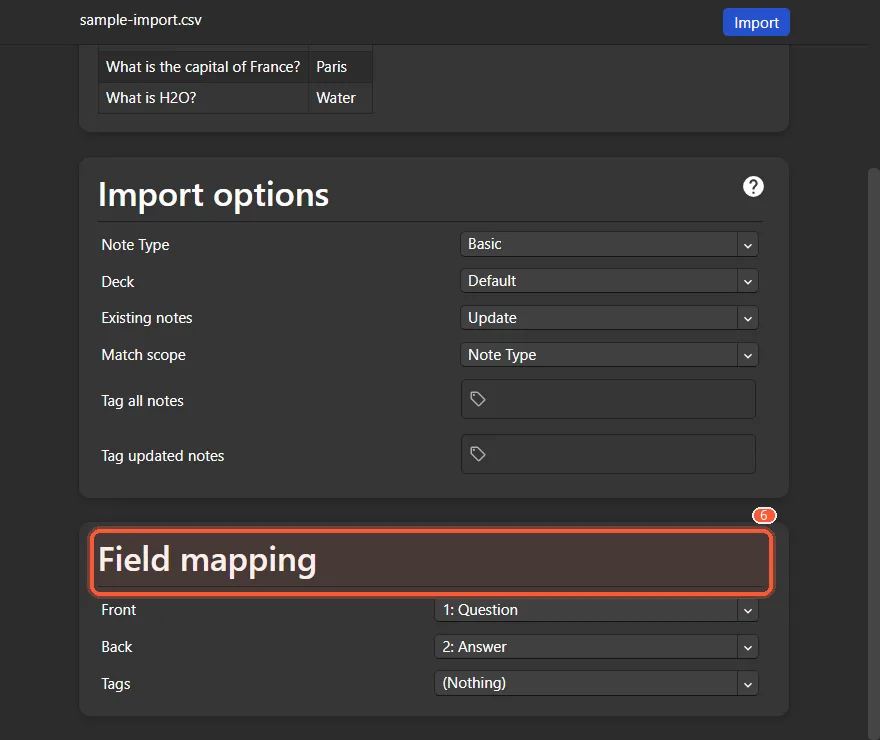 sample-import.csv
Import
What is the capital of France? Paris
What is H2O? Water
Import options
?
Note Type Basic
Deck Default
Existing notes Update
Match scope Note Type
Tag all notes
Tag updated notes
6
Field mapping
Front 1: Question
Back 2: Answer
Tags (Nothing)